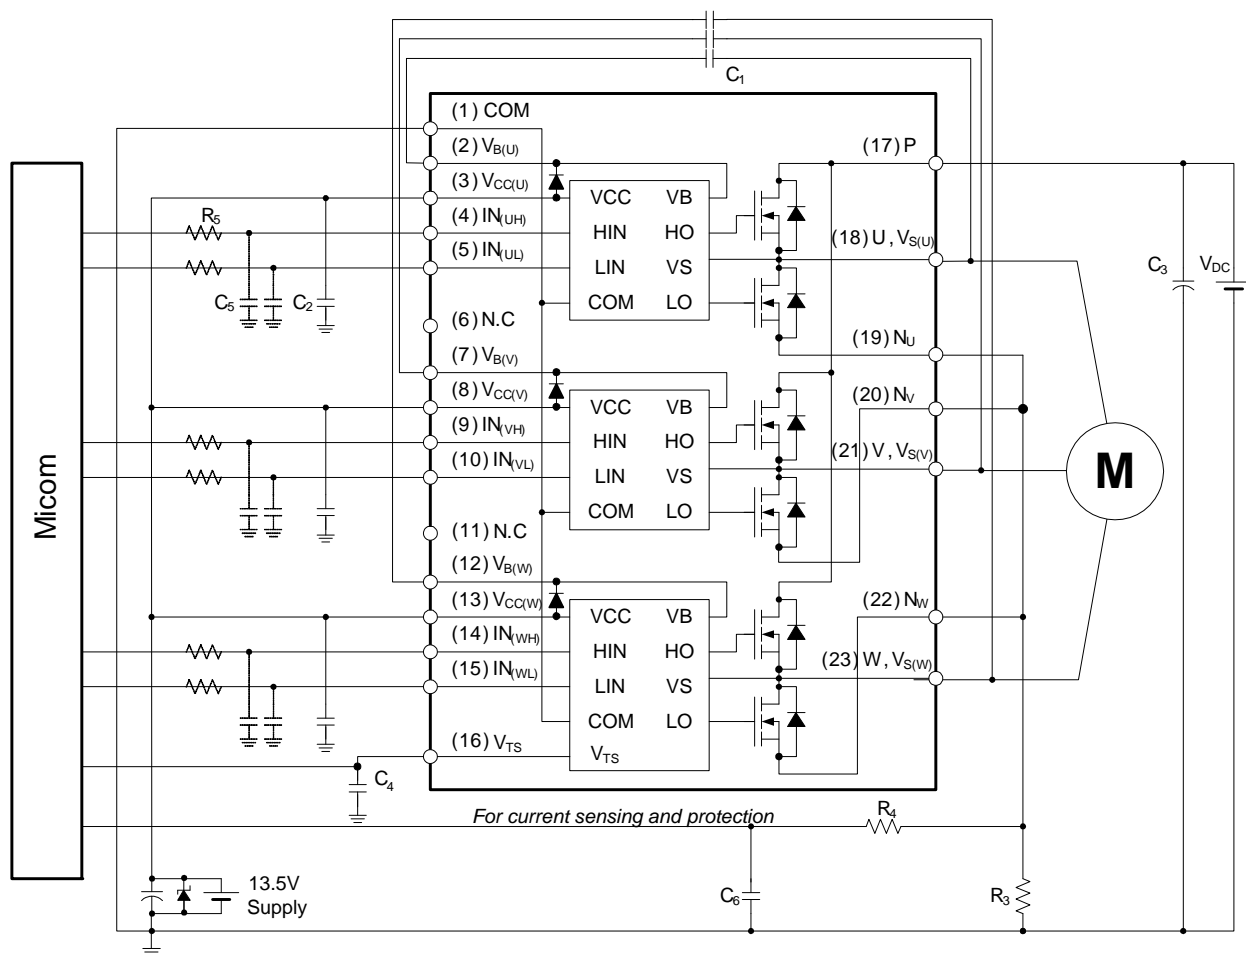 C1
(1) COM
(2) VB(U)
(3) VCC(U)
(4) IN(UH)
(5) IN(UL)
(6) N.C
(7) VB(V)
(8) VCC(V)
(9) IN(VH)
(10) IN(VL)
(11) N.C
(12) VB(W)
(13) VCC(W)
(14) IN(WH)
(15) IN(WL)
(16) VTS
VCC VB
HIN HO
LIN VS
COM LO
VCC VB
HIN HO
LIN VS
COM LO
VCC VB
HIN HO
LIN VS
COM LO
VTS
(17) P
(18) U , VS(U)
(19) NU
(20) NV
(21) V, VS(V)
(22) NW
(23) W, VS(W)
Micom
R5
C5
C2
C3
VDC
M
C4
For current sensing and protection
R4
C6
R3
13.5V
Supply